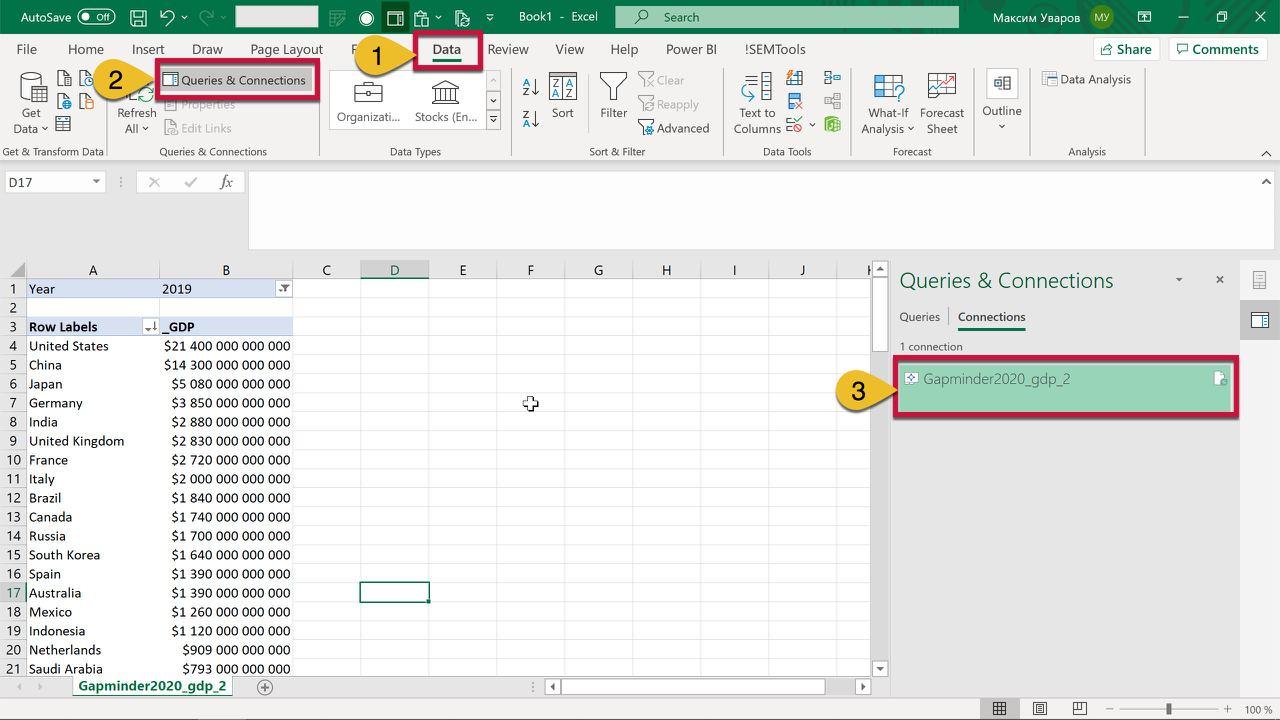 AutoSave Off Book1 - Excel Search Максим Уваров МУ
File Home Insert Draw Page Layout Data Review View Help Power BI !SEMTools Share Comments
1
2
Get Data
Refresh All
Queries & Connections
Properties
Edit Links
Organizati... Stocks (En...
Sort
Filter
Clear
Reapply
Advanced
Text to Columns
What-If Analysis
Forecast Sheet
Outline
Data Analysis
Get & Transform Data Queries & Connections Data Types Sort & Filter Data Tools Forecast Analysis
D17 fx
A B C D E F G H I J
1 Year 2019
2
3 Row Labels _GDP
4 United States $21 400 000 000 000
5 China $14 300 000 000 000
6 Japan $5 080 000 000 000
7 Germany $3 850 000 000 000
8 India $2 880 000 000 000
9 United Kingdom $2 830 000 000 000
10 France $2 720 000 000 000
11 Italy $2 000 000 000 000
12 Brazil $1 840 000 000 000
13 Canada $1 740 000 000 000
14 Russia $1 700 000 000 000
15 South Korea $1 640 000 000 000
16 Spain $1 390 000 000 000
17 Australia $1 390 000 000 000
18 Mexico $1 260 000 000 000
19 Indonesia $1 120 000 000 000
20 Netherlands $909 000 000 000
21 Saudi Arabia $793 000 000 000
Queries & Connections
Queries Connections
1 connection
3
Gapminder2020_gdp_2
Gapminder2020_gdp_2
100 %